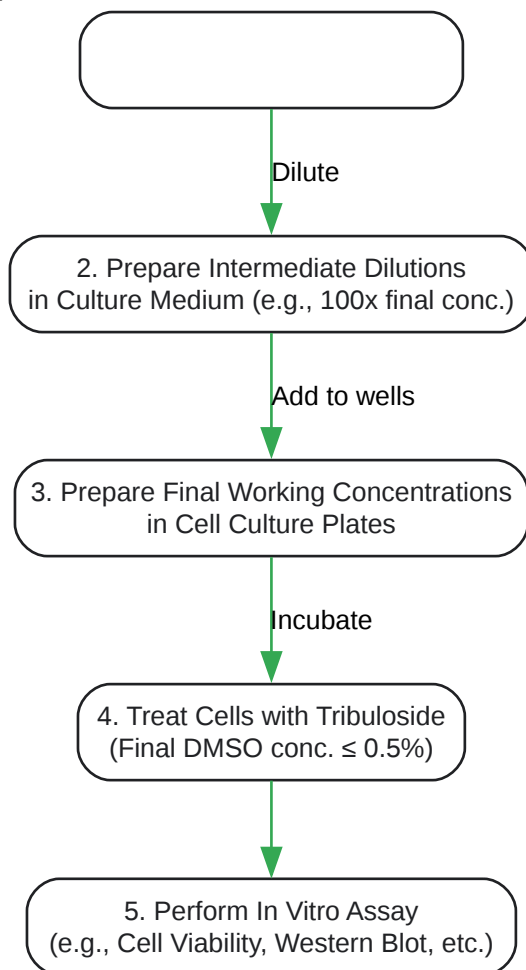 Dilute
2. Prepare Intermediate Dilutions
in Culture Medium (e.g., 100x final conc.)
Add to wells
3. Prepare Final Working Concentrations
in Cell Culture Plates
Incubate
4. Treat Cells with Tribuloside
(Final DMSO conc. ≤ 0.5%)
5. Perform In Vitro Assay
(e.g., Cell Viability, Western Blot, etc.)